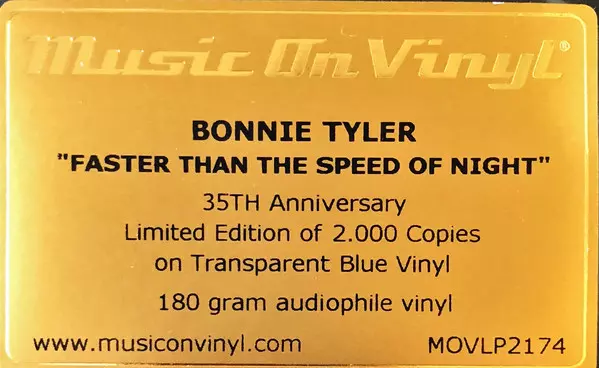 Music On Vinyl®
BONNIE TYLER
"FASTER THAN THE SPEED OF NIGHT"
35TH Anniversary
Limited Edition of 2.000 Copies
on Transparent Blue Vinyl
180 gram audiophile vinyl
www.musiconvinyl.com MOVLP2174